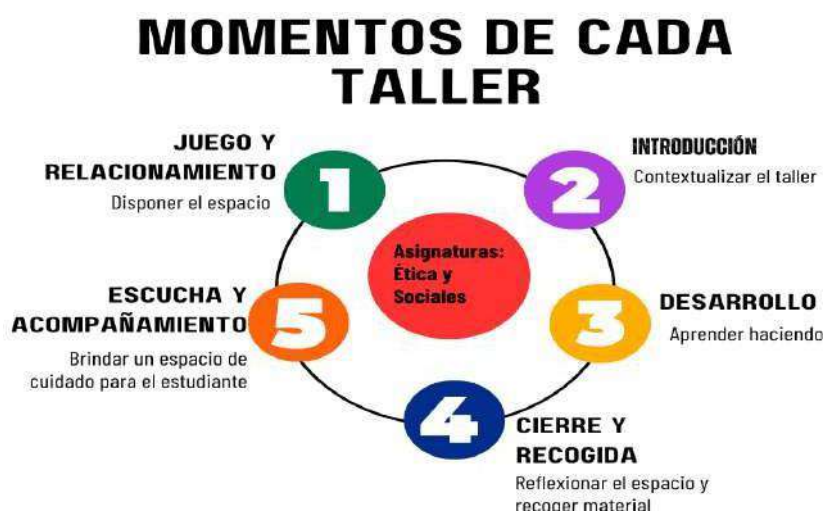 MOMENTOS DE CADA
TALLER
1
JUEGO Y
RELACIONAMIENTO
Disponer el espacio
2
INTRODUCCIÓN
Contextualizar el taller
Asignaturas:
Ética y
Sociales
3
DESARROLLO
Aprender haciendo
4
CIERRE Y
RECOGIDA
Reflexionar el espacio y
recoger material
5
ESCUCHA Y
ACOMPAÑAMIENTO
Brindar un espacio de
cuidado para el estudiante